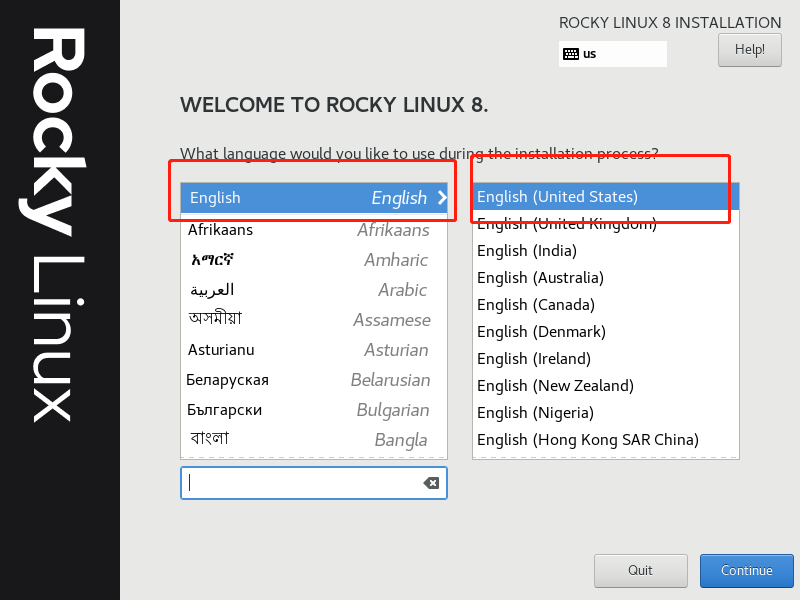 Rocky Linux
ROCKY LINUX 8 INSTALLATION
us
Help!
WELCOME TO ROCKY LINUX 8.
What language would you like to use during the installation process?
English English
Afrikaans Afrikaans
አማርኛ Amharic
العربية Arabic
অসমীয়া Assamese
Asturianu Asturian
Беларуская Belarusian
Български Bulgarian
বাংলা Bangla
English (United States)
English (United Kingdom)
English (India)
English (Australia)
English (Canada)
English (Denmark)
English (Ireland)
English (New Zealand)
English (Nigeria)
English (Hong Kong SAR China)
Quit
Continue